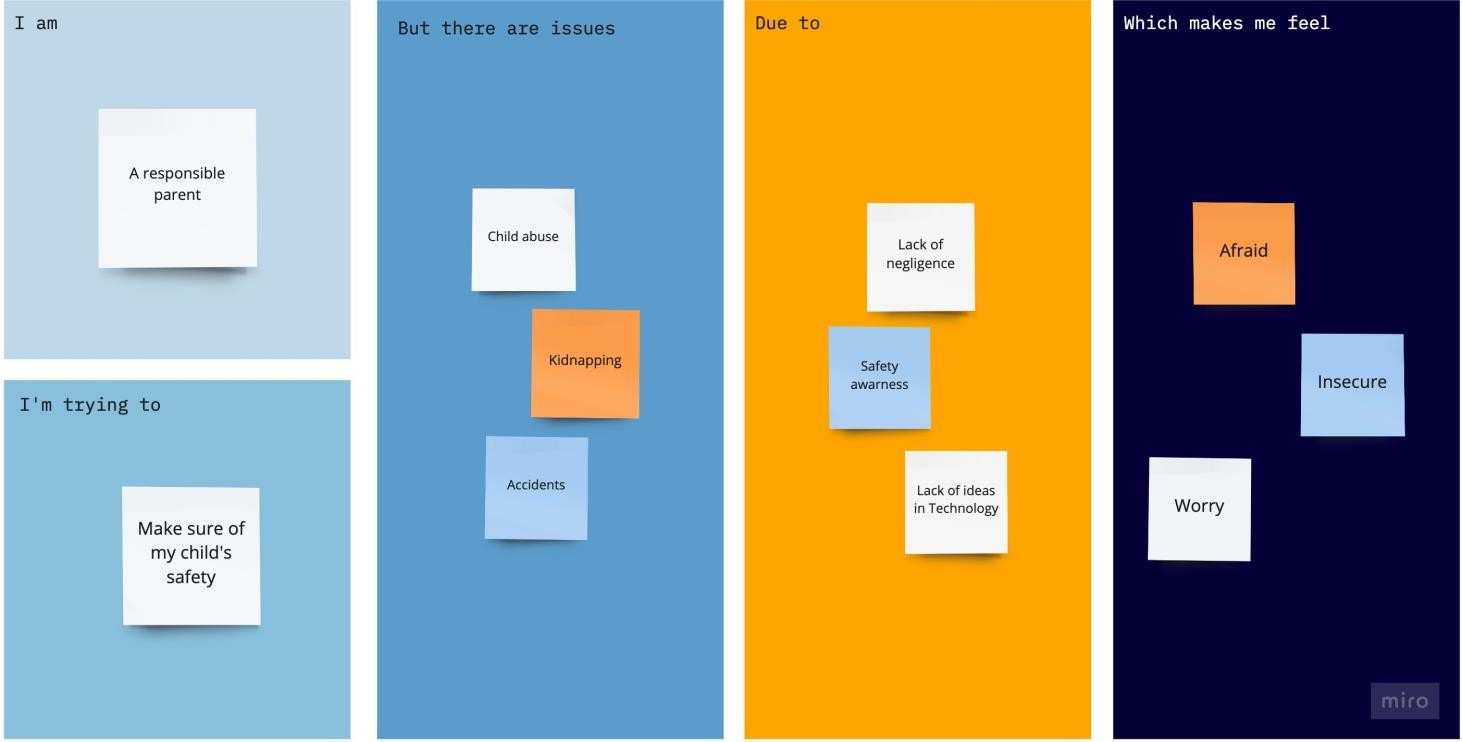 I am
A responsible
parent
I'm trying to
Make sure of
my child's
safety
But there are issues
Child abuse
Kidnapping
Accidents
Due to
Lack of
negligence
Safety
awarness
Lack of ideas
in Technology
Which makes me feel
Afraid
Insecure
Worry
miro